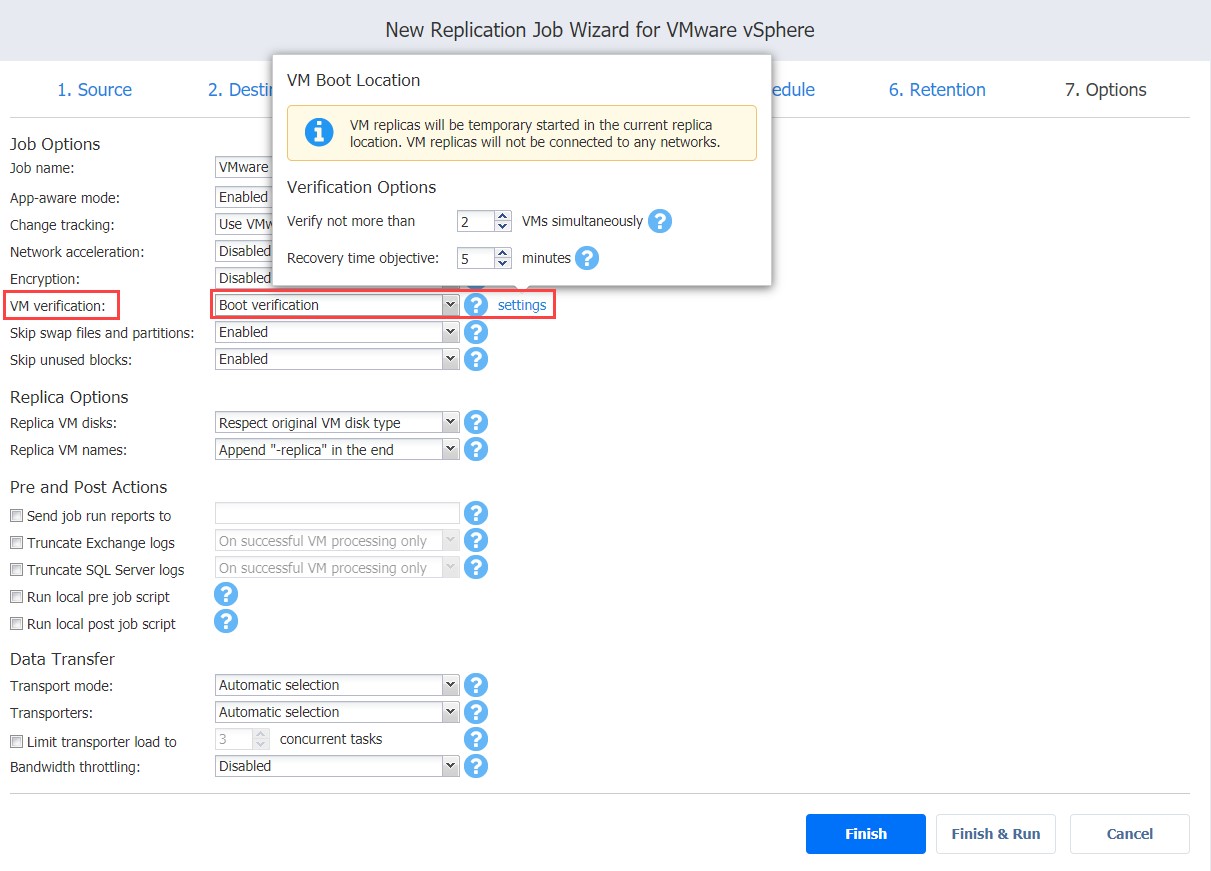 New Replication Job Wizard for VMware vSphere
1. Source
2. Destin
edule
6. Retention
7. Options
VM Boot Location
VM replicas will be temporary started in the current replica
location. VM replicas will not be connected to any networks.
Verification Options
Verify not more than 2 VMs simultaneously ?
Recovery time objective: 5 minutes ?
Job Options
Job name: VMware
App-aware mode: Enabled
Change tracking: Use VMw
Network acceleration: Disabled
Encryption: Disabled
VM verification: Boot verification ? settings
Skip swap files and partitions: Enabled ?
Skip unused blocks: Enabled ?
Replica Options
Replica VM disks: Respect original VM disk type ?
Replica VM names: Append "-replica" in the end ?
Pre and Post Actions
Send job run reports to ?
Truncate Exchange logs On successful VM processing only ?
Truncate SQL Server logs On successful VM processing only ?
Run local pre job script ?
Run local post job script ?
Data Transfer
Transport mode: Automatic selection ?
Transporters: Automatic selection ?
Limit transporter load to 3 concurrent tasks ?
Bandwidth throttling: Disabled ?
Finish
Finish & Run
Cancel